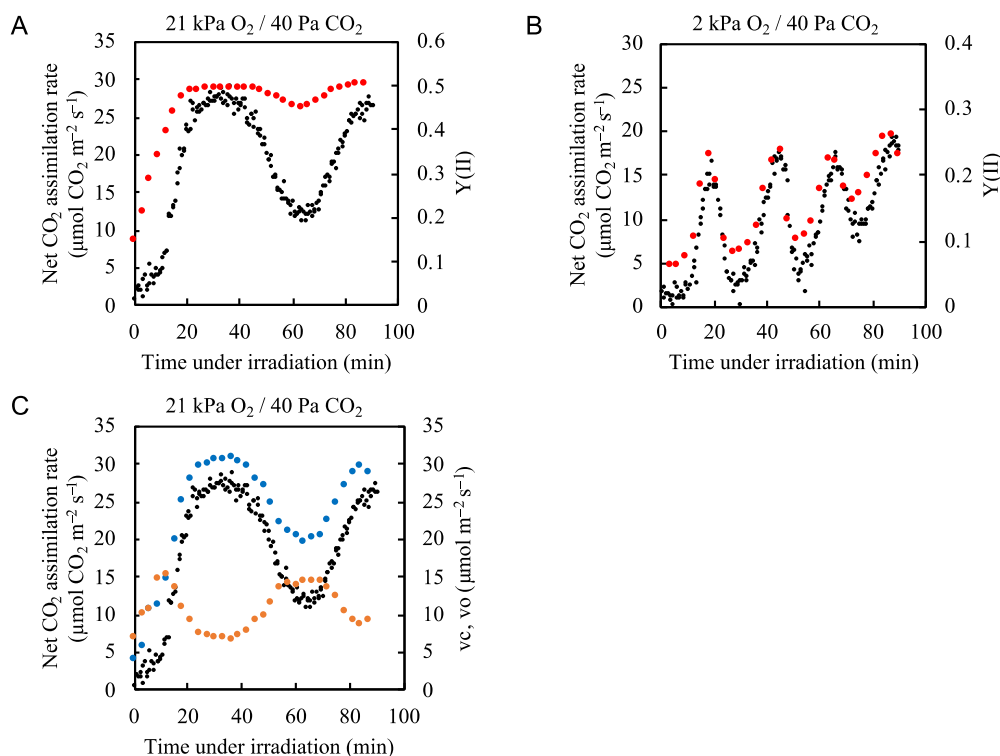 A
21 kPa O₂ / 40 Pa CO₂
Net CO₂ assimilation rate
(µmol CO₂ m⁻² s⁻¹)
35
30
25
20
15
10
5
0
0.6
0.5
0.4
0.3
0.2
0.1
0
Y(II)
0 20 40 60 80 100
Time under irradiation (min)
B
2 kPa O₂ / 40 Pa CO₂
Net CO₂ assimilation rate
(µmol CO₂ m⁻² s⁻¹)
30
25
20
15
10
5
0
0.4
0.3
0.2
0.1
0
Y(II)
0 20 40 60 80 100
Time under irradiation (min)
C
21 kPa O₂ / 40 Pa CO₂
Net CO₂ assimilation rate
(µmol CO₂ m⁻² s⁻¹)
35
30
25
20
15
10
5
0
35
30
25
20
15
10
5
0
vc, vo (µmol m⁻² s⁻¹)
0 20 40 60 80 100
Time under irradiation (min)